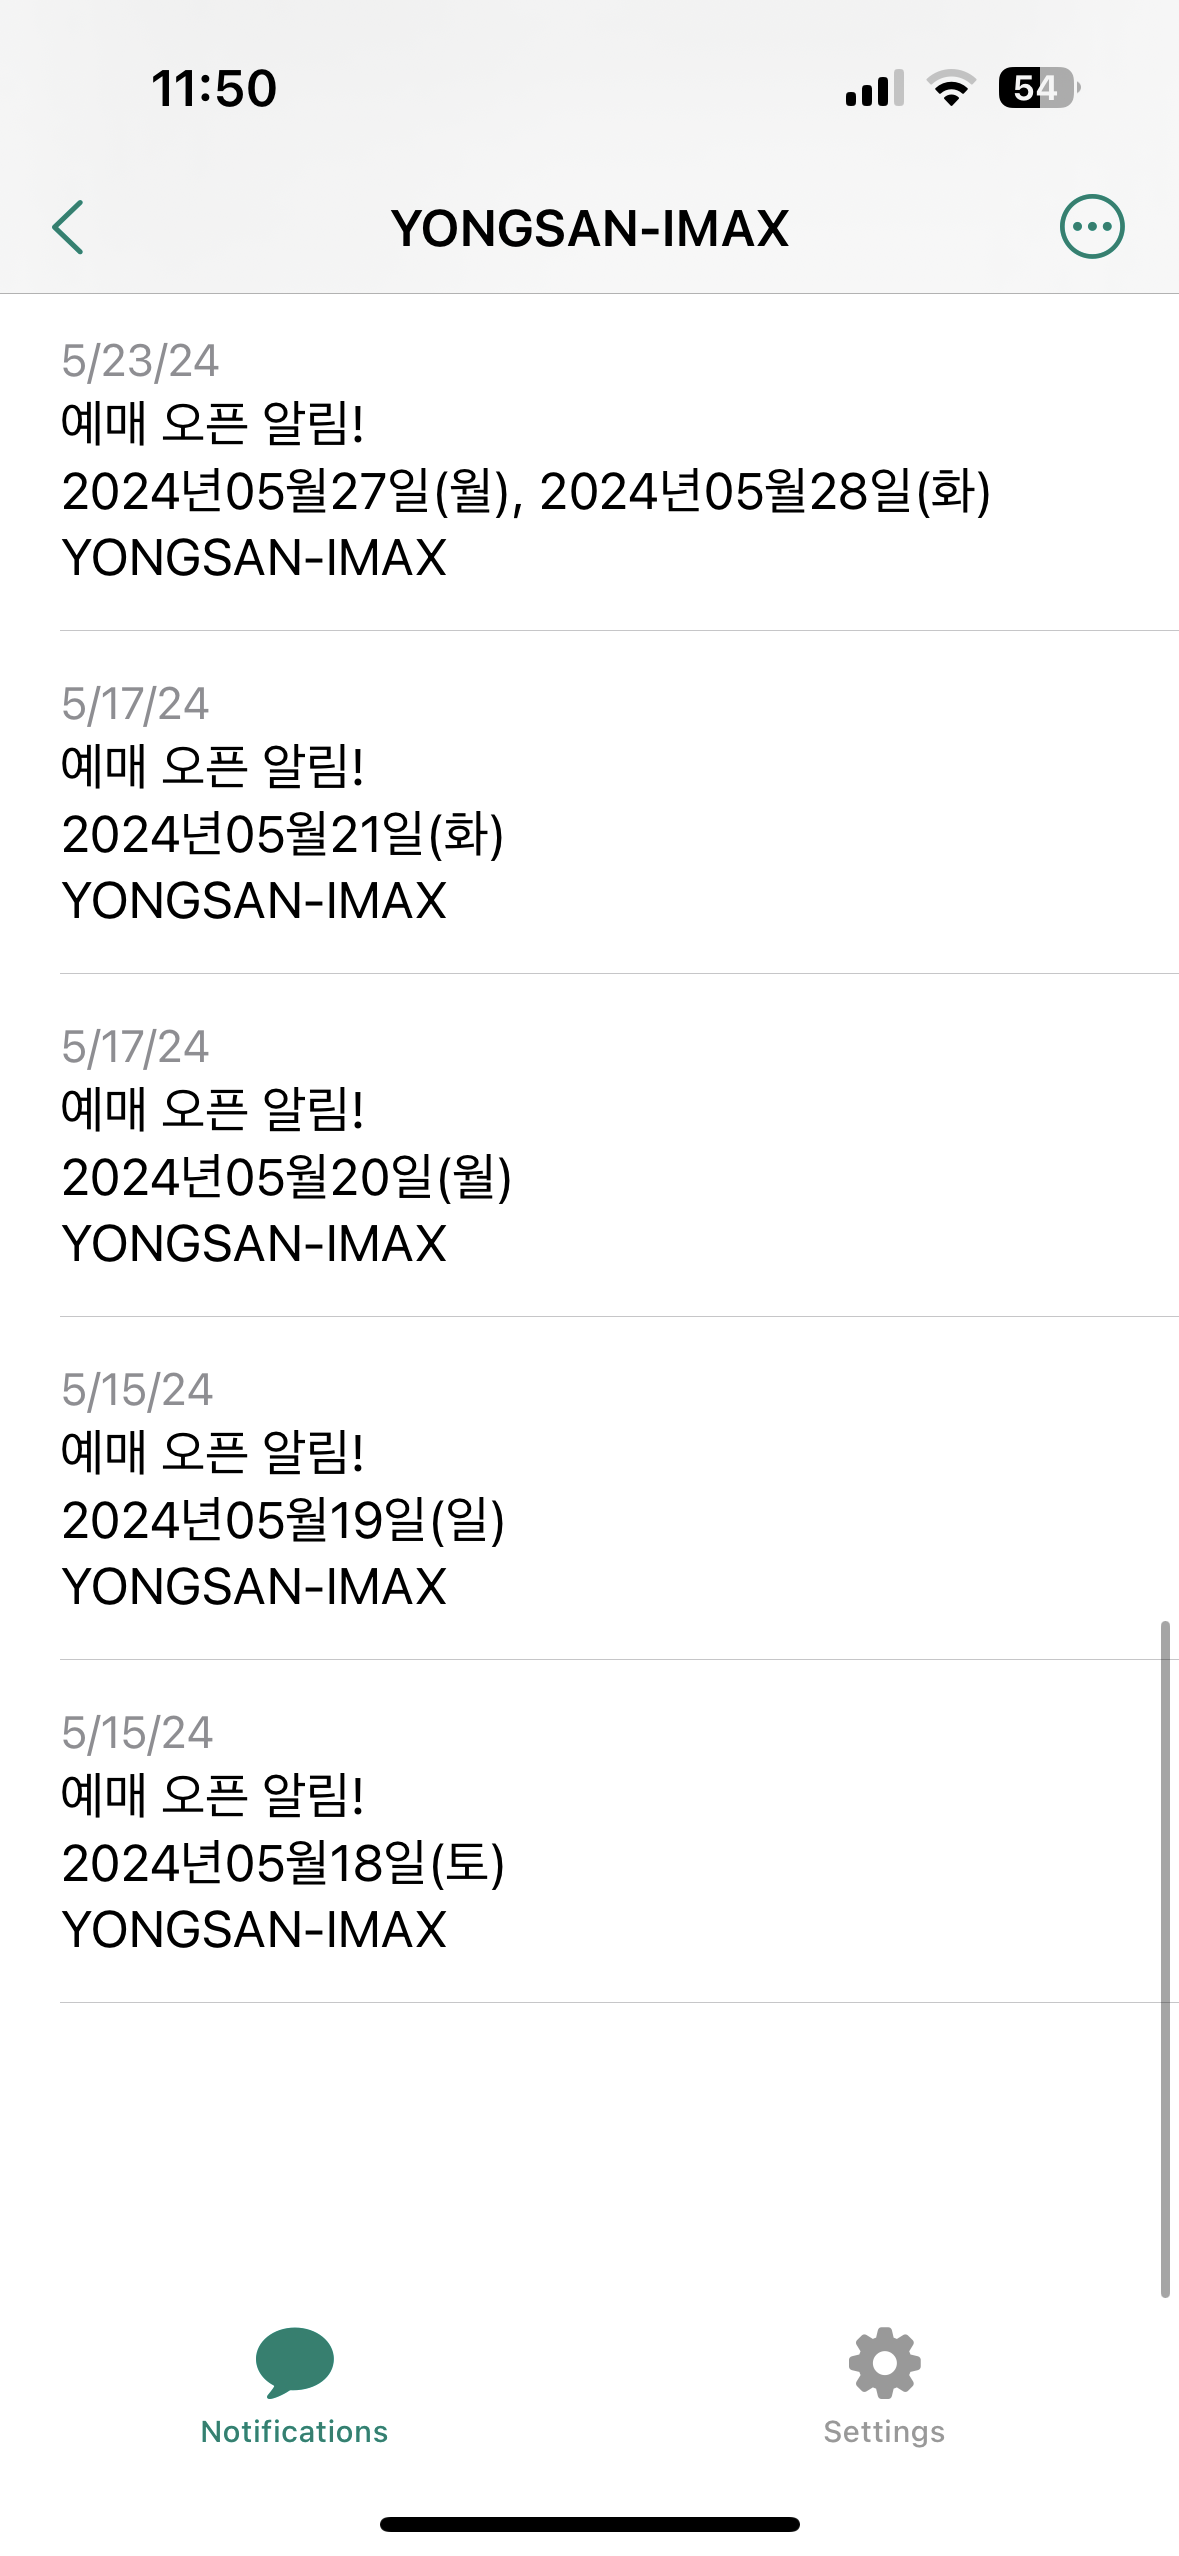 11:50
54
YONGSAN-IMAX
5/23/24
예매 오픈 알림!
2024년05월27일(월), 2024년05월28일(화)
YONGSAN-IMAX
5/17/24
예매 오픈 알림!
2024년05월21일(화)
YONGSAN-IMAX
5/17/24
예매 오픈 알림!
2024년05월20일(월)
YONGSAN-IMAX
5/15/24
예매 오픈 알림!
2024년05월19일(일)
YONGSAN-IMAX
5/15/24
예매 오픈 알림!
2024년05월18일(토)
YONGSAN-IMAX
Notifications
Settings